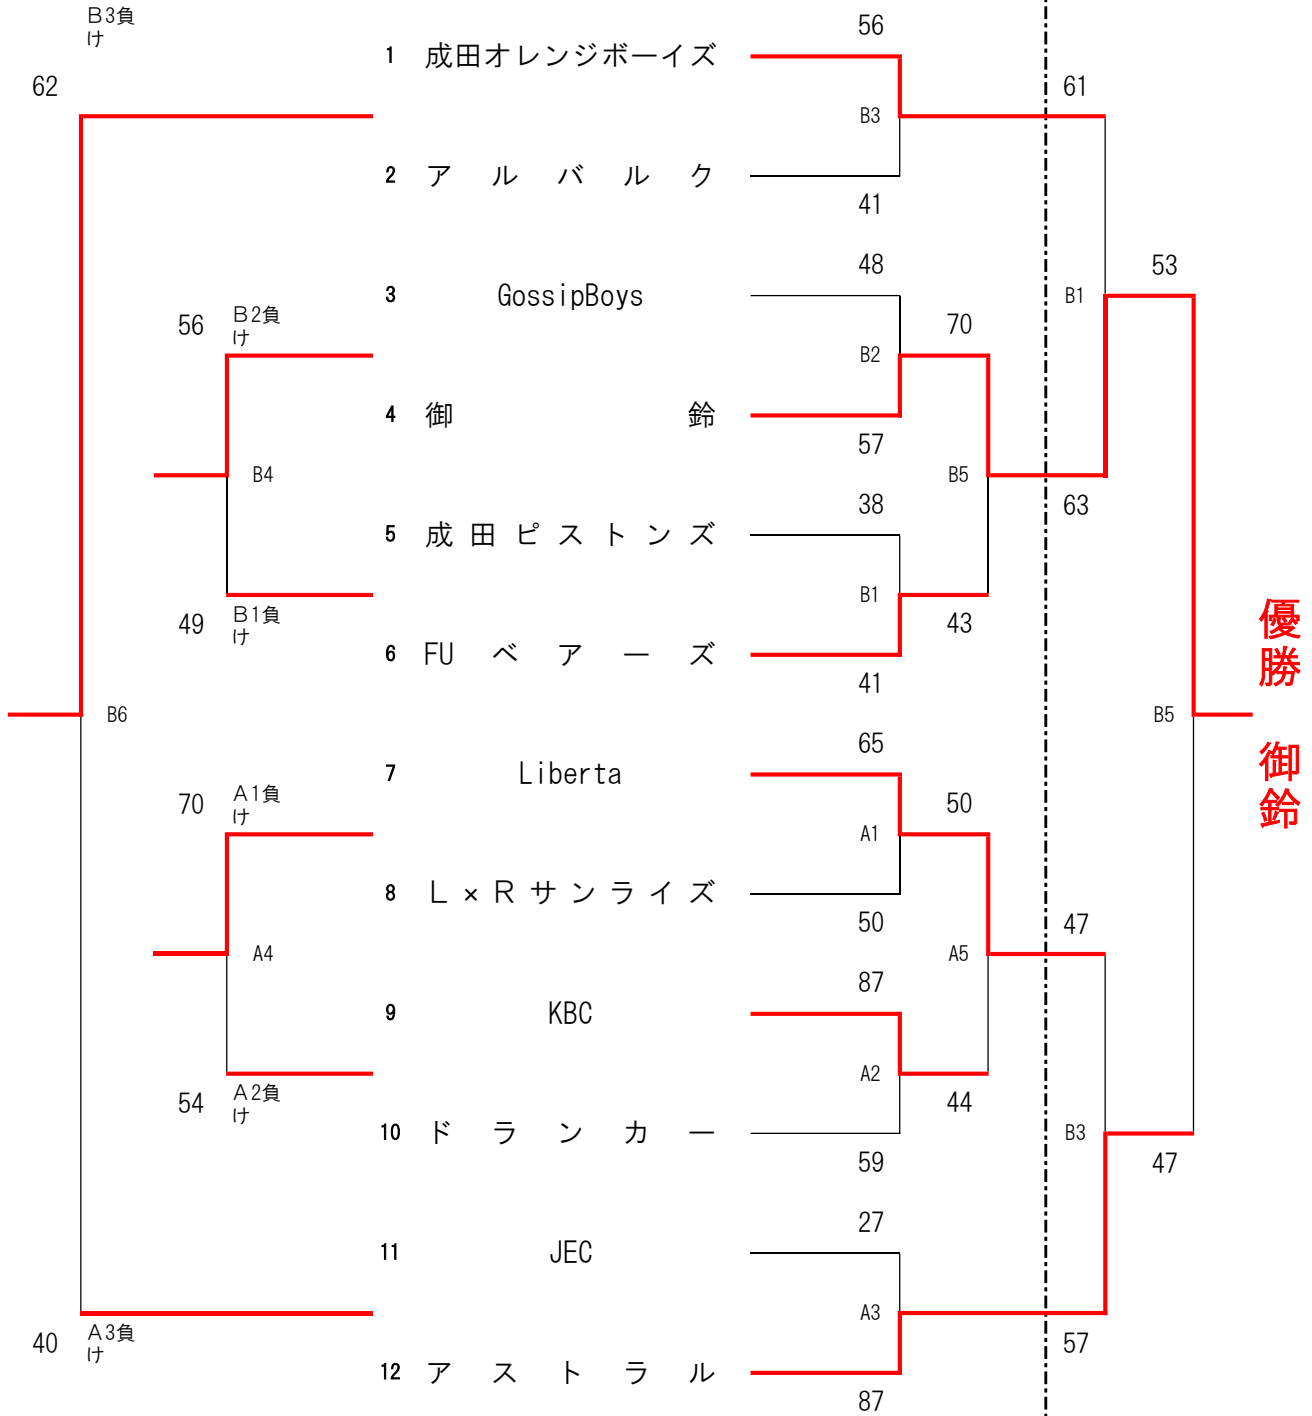 B3負
け
56
1 成田オレンジボーイズ
62
61
B3
2 アルバルク
41
48
53
3 GossipBoys
B1
B2負
け
56
70
B2
4 御鈴
57
B4
B5
38
63
5 成田ピストンズ
B1
B1負
け
49
43
優勝 御鈴
6 FUベアーズ
41
B6
B5
65
7 Liberta
A1負
け
70
50
A1
8 L×Rサンライズ
50
47
A4
A5
87
9 KBC
A2
A2負
け
54
44
10 ドランカー
B3
59
47
27
11 JEC
A3
A3負
け
40
57
12 アストラル
87